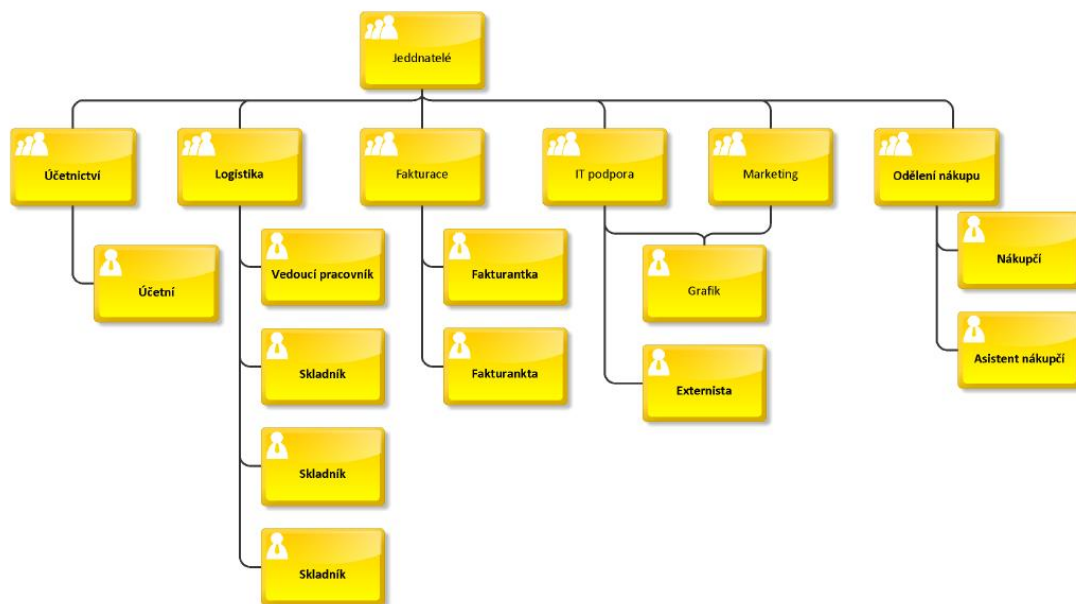 Jeddnatelé
Účetnictví
Logistika
Fakturace
IT podpora
Marketing
Odělení nákupu
Účetní
Vedoucí pracovník
Skladník
Skladník
Skladník
Fakturantka
Fakturankta
Grafik
Externista
Nákupčí
Asistent nákupčí